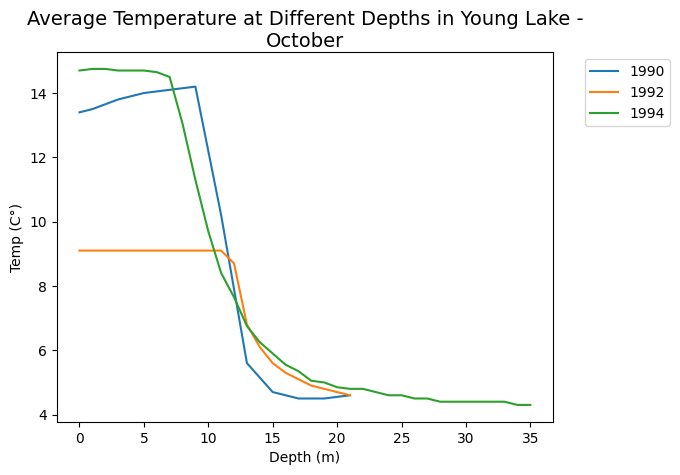 Average Temperature at Different Depths in Young Lake -
October
1990
1992
1994
14
12
10
8
6
4
Temp (C°)
0 5 10 15 20 25 30 35
Depth (m)